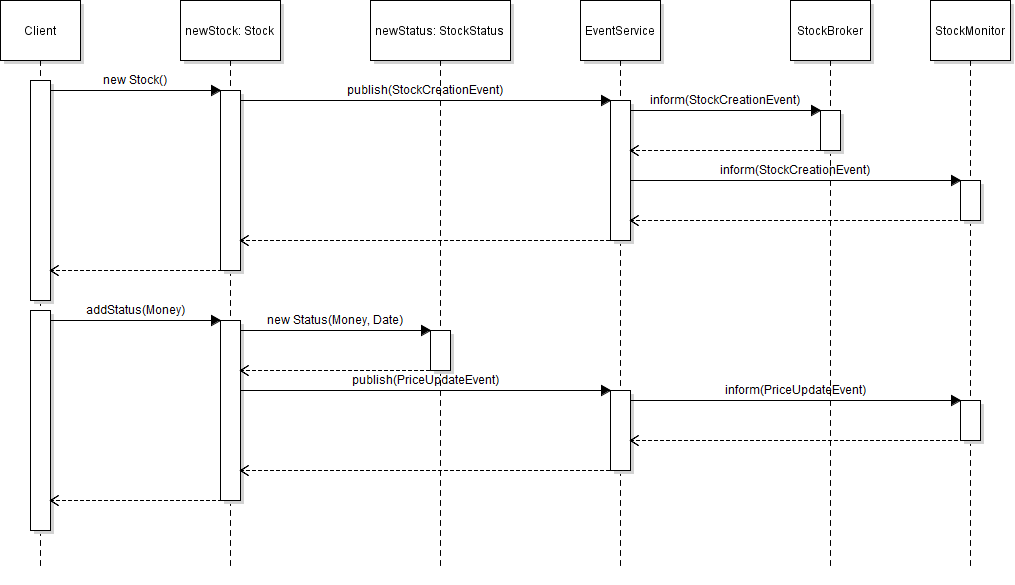 Client
newStock: Stock
newStatus: StockStatus
EventService
StockBroker
StockMonitor
new Stock()
publish(StockCreationEvent)
inform(StockCreationEvent)
inform(StockCreationEvent)
addStatus(Money)
new Status(Money, Date)
publish(PriceUpdateEvent)
inform(PriceUpdateEvent)